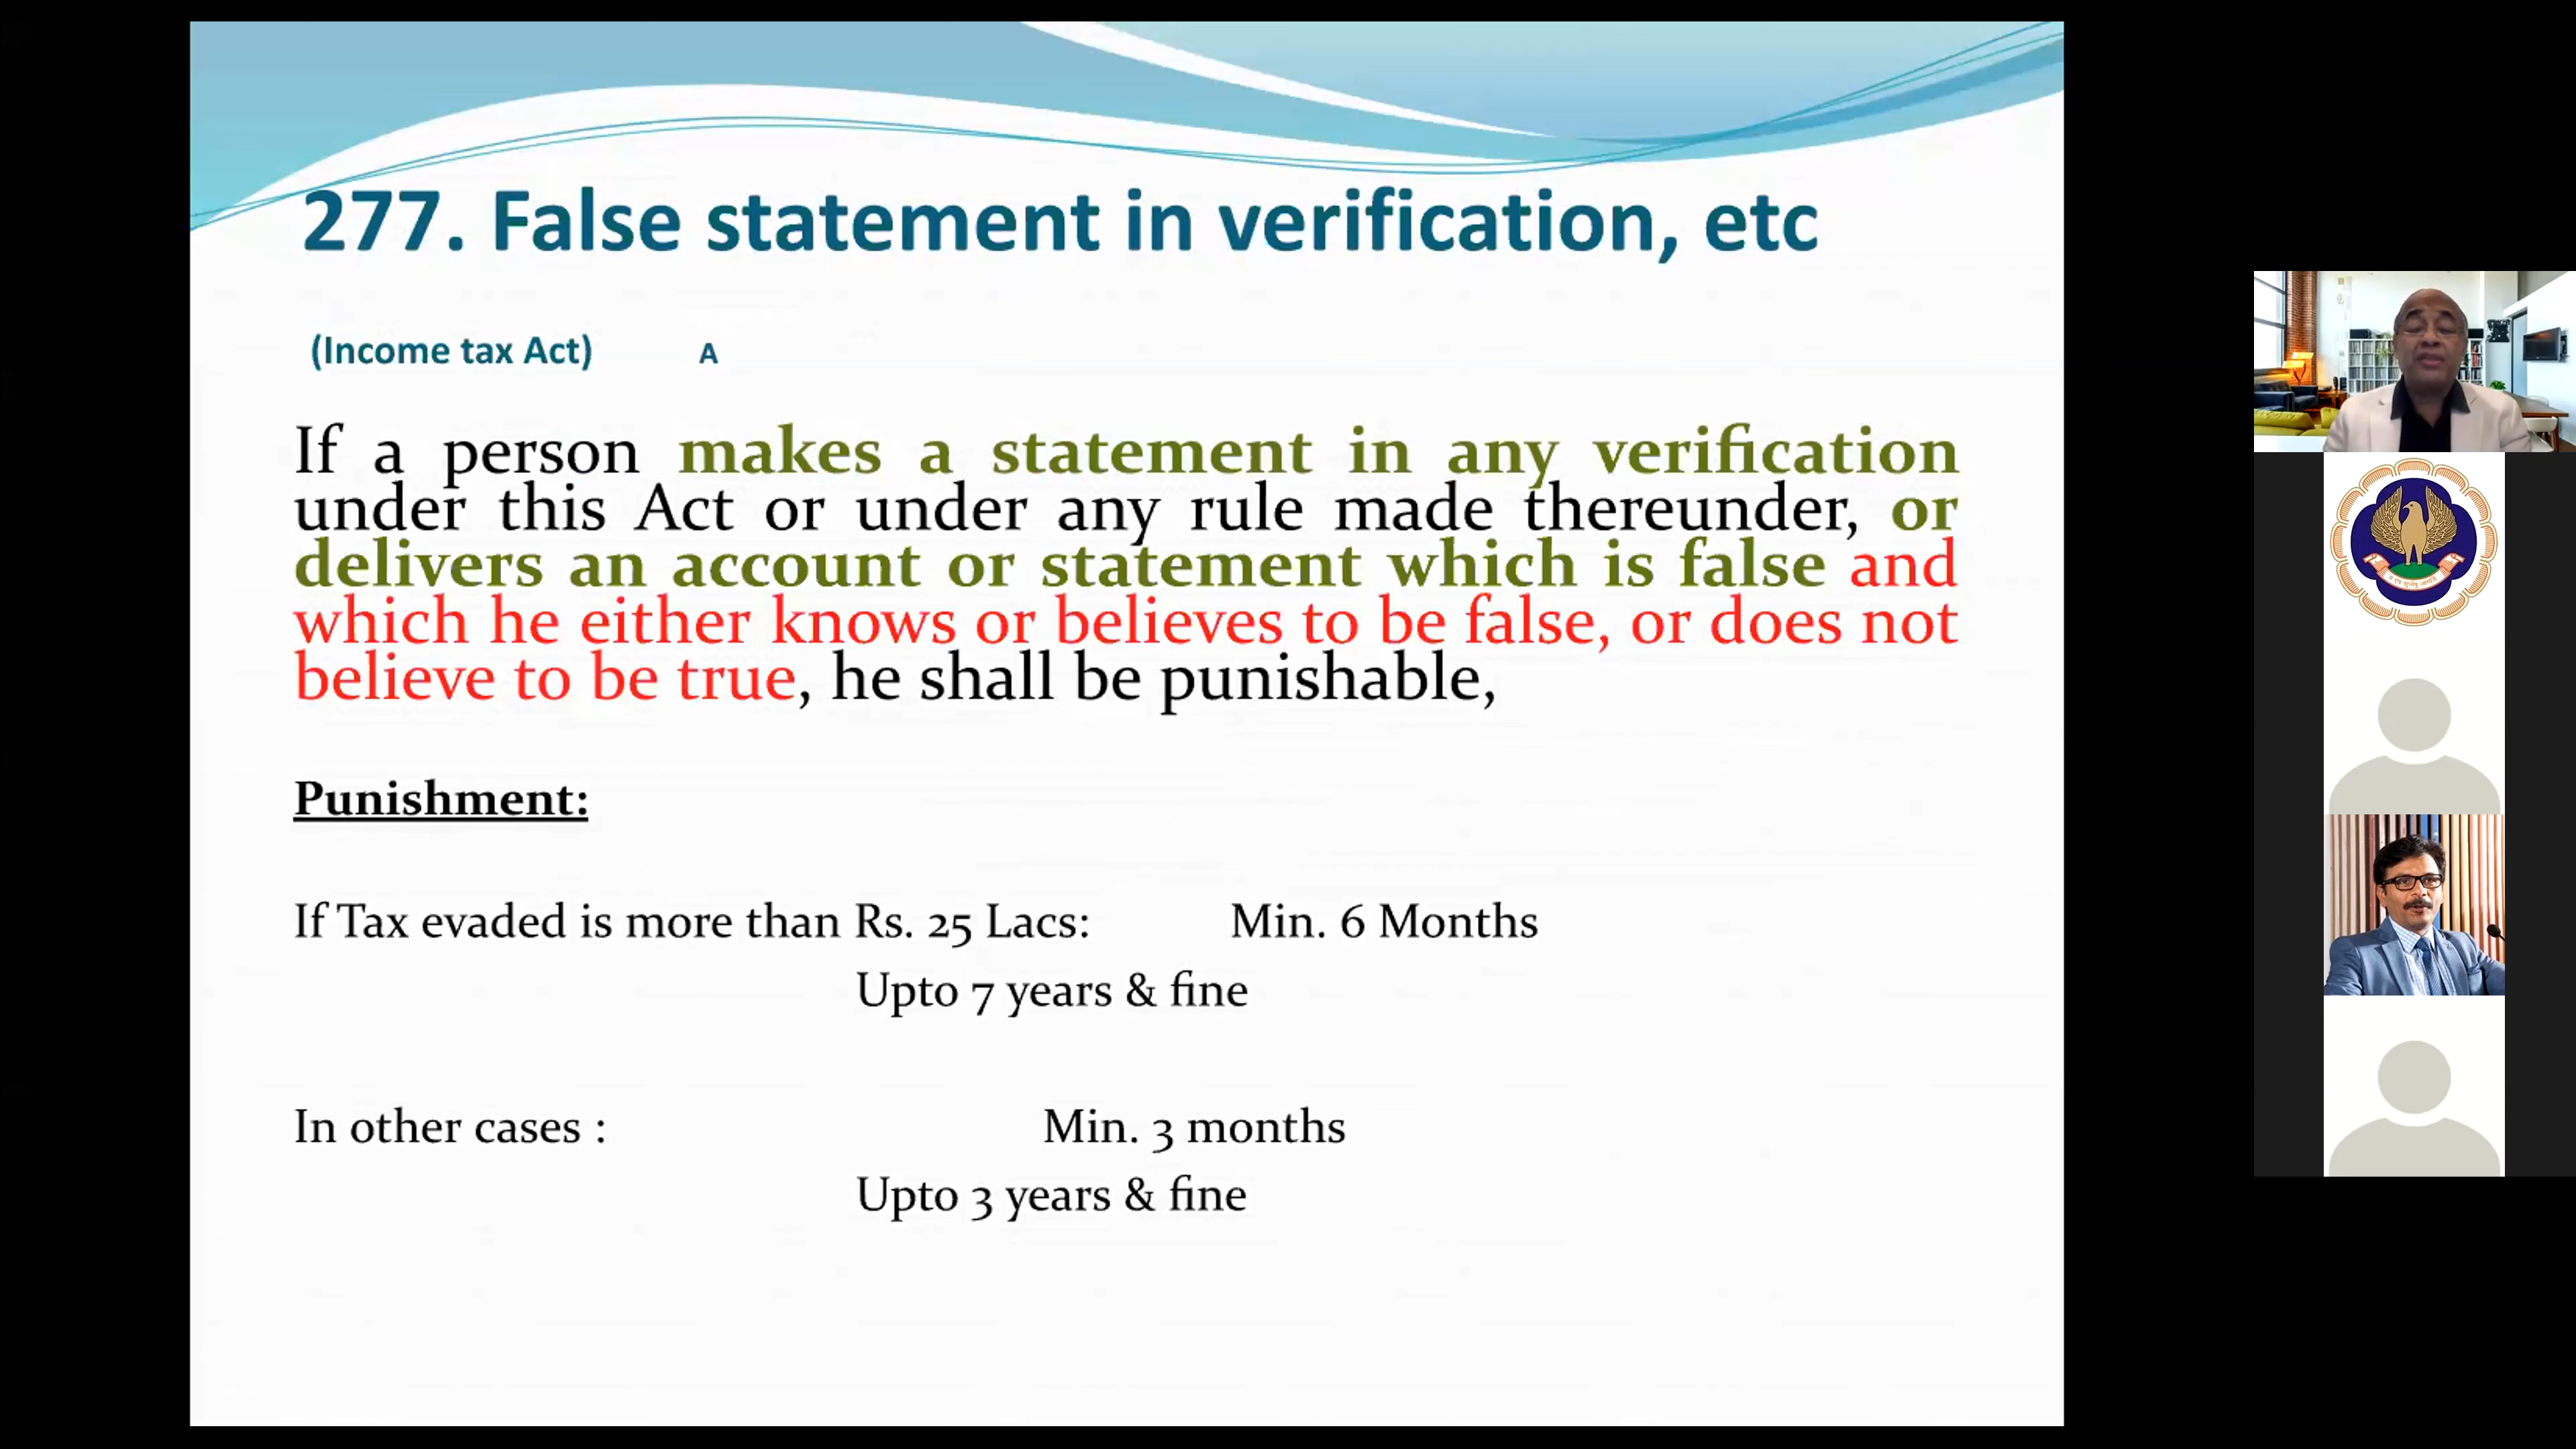 277. False statement in verification, etc
(Income tax Act) A
If a person makes a statement in any verification
under this Act or under any rule made thereunder, or
delivers an account or statement which is false and
which he either knows or believes to be false, or does not
believe to be true, he shall be punishable,
Punishment:
If Tax evaded is more than Rs. 25 Lacs: Min. 6 Months
Upto 7 years & fine
In other cases : Min. 3 months
Upto 3 years & fine